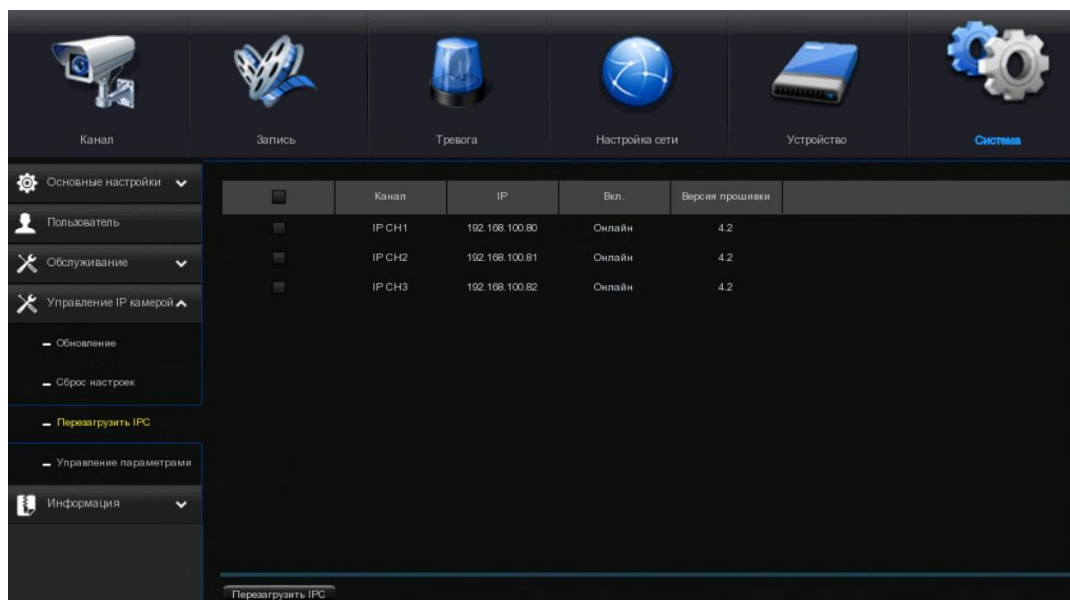 Канал Запись Тревога Настройка сети Устройство Система
Основные настройки
Пользователь
Обслуживание
Управление IP камерой
Обновление
Сброс настроек
Перезагрузить IPC
Управление параметрами
Информация
Канал IP Вкл. Версия прошивки
IP CH1 192.168.100.80 Онлайн 4.2
IP CH2 192.168.100.81 Онлайн 4.2
IP CH3 192.168.100.82 Онлайн 4.2
Перезагрузить IPC